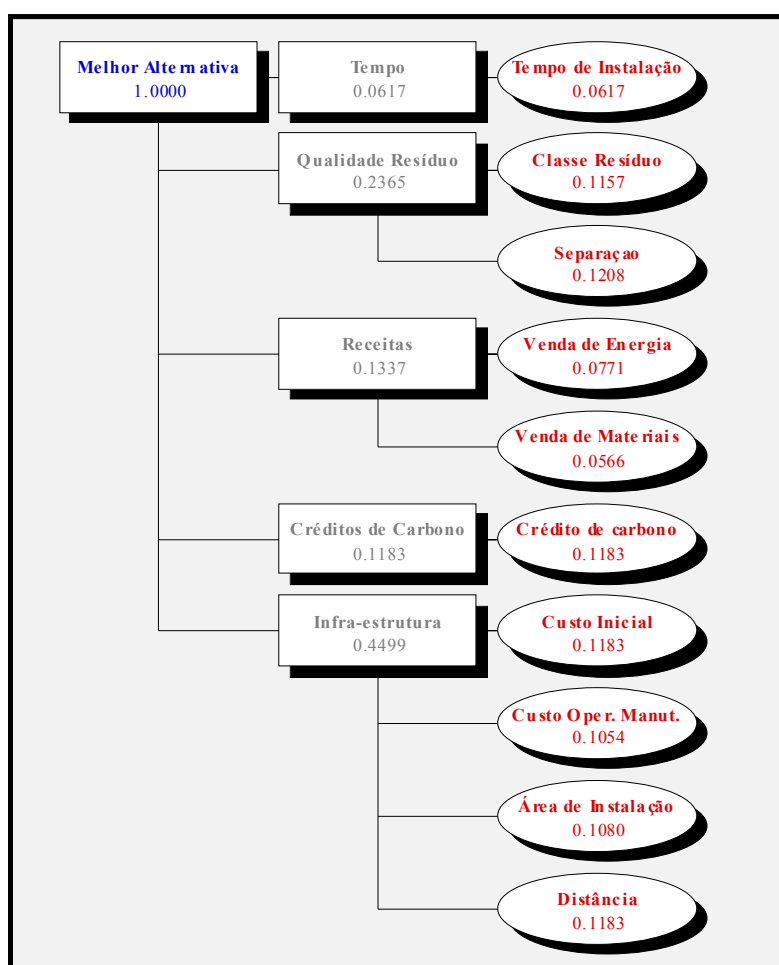 Melhor Alternativa
1.0000
Tempo
0.0617
Tempo de Instalação
0.0617
Qualidade Resíduo
0.2365
Classe Resíduo
0.1157
Separaçao
0.1208
Receitas
0.1337
Venda de Energia
0.0771
Venda de Materiais
0.0566
Créditos de Carbono
0.1183
Crédito de carbono
0.1183
Infra-estrutura
0.4499
Custo Inicial
0.1183
Custo Oper. Manut.
0.1054
Área de Instalação
0.1080
Distância
0.1183